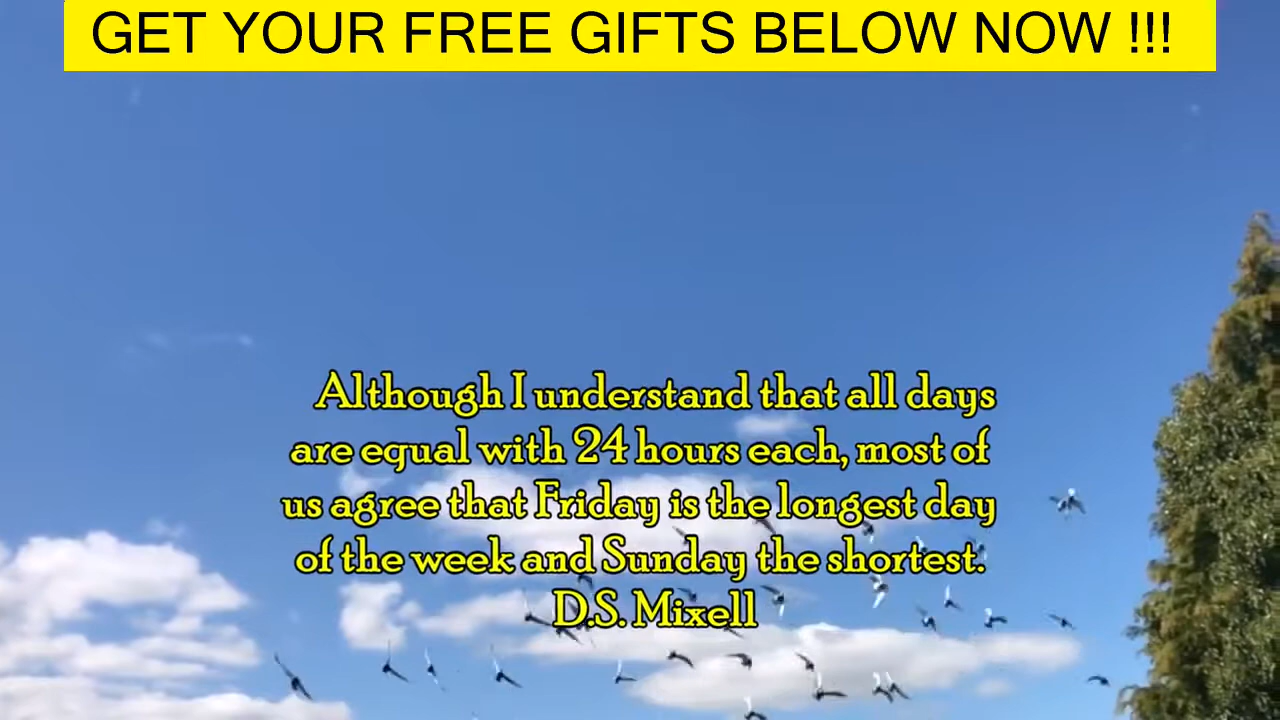 GET YOUR FREE GIFTS BELOW NOW !!!
Although I understand that all days
are equal with 24 hours each, most of
us agree that Friday is the longest day
of the week and Sunday the shortest.
D.S. Mixell